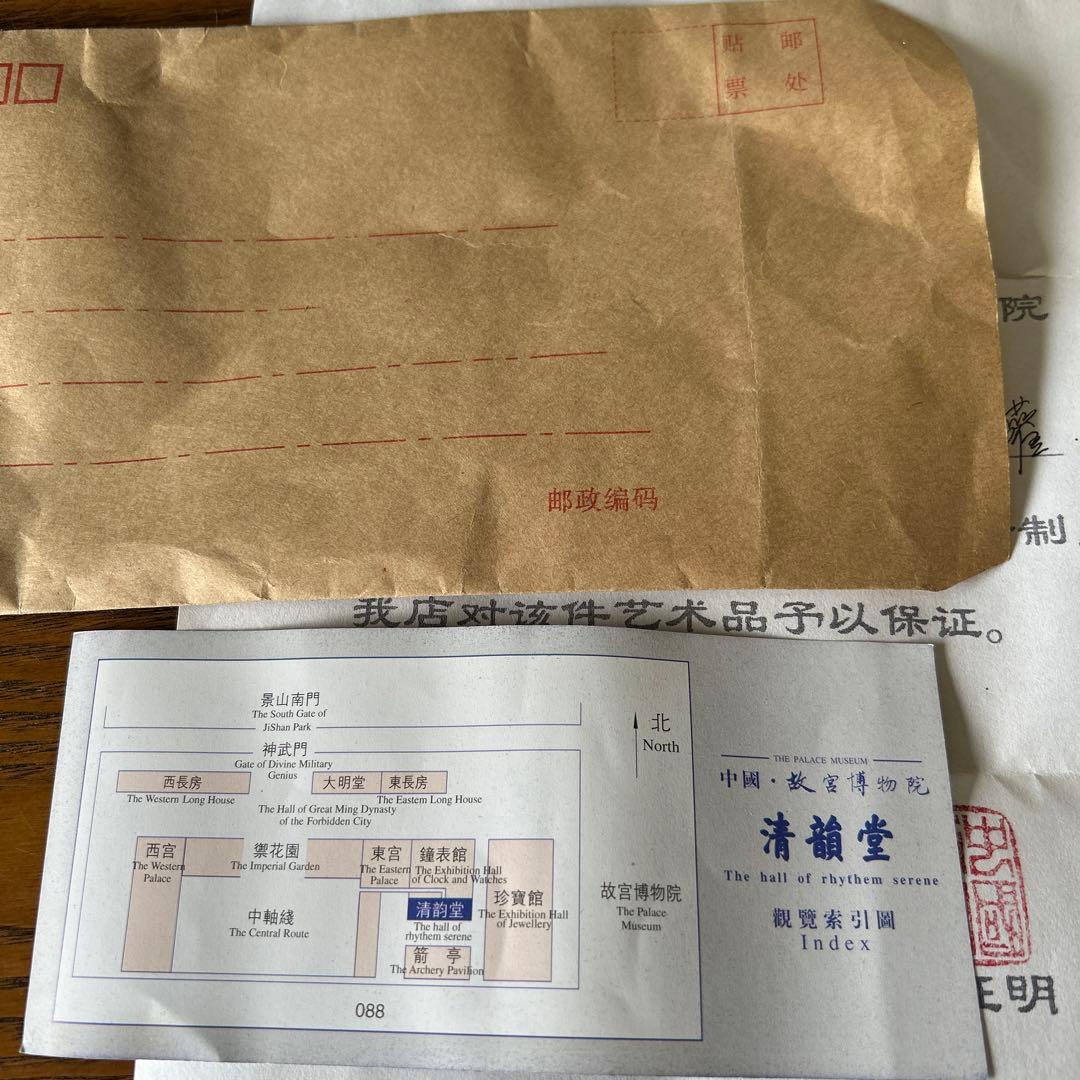 贴 邮
票 处
邮政编码
院
制
我店对该件艺术品予以保证。
景山南門
The South Gate of
JiShan Park
神武門
Gate of Divine Military
Genius
北
North
西長房
The Western Long House
大明堂
The Hall of Great Ming Dynasty
of the Forbidden City
東長房
The Eastern Long House
西宮
The Western
Palace
禦花園
The Imperial Garden
東宮
The Eastern
Palace
鐘表館
The Exhibition Hall
of Clock and Watches
中軸綫
The Central Route
清韵堂
The hall of
rhythem serene
珍寶館
The Exhibition Hall
of Jewellery
箭 亭
The Archery Pavilion
故宮博物院
The Palace
Museum
088
THE PALACE MUSEUM
中國·故宮博物院
清韻堂
The hall of rhythem serene
觀覽索引圖
Index
证明